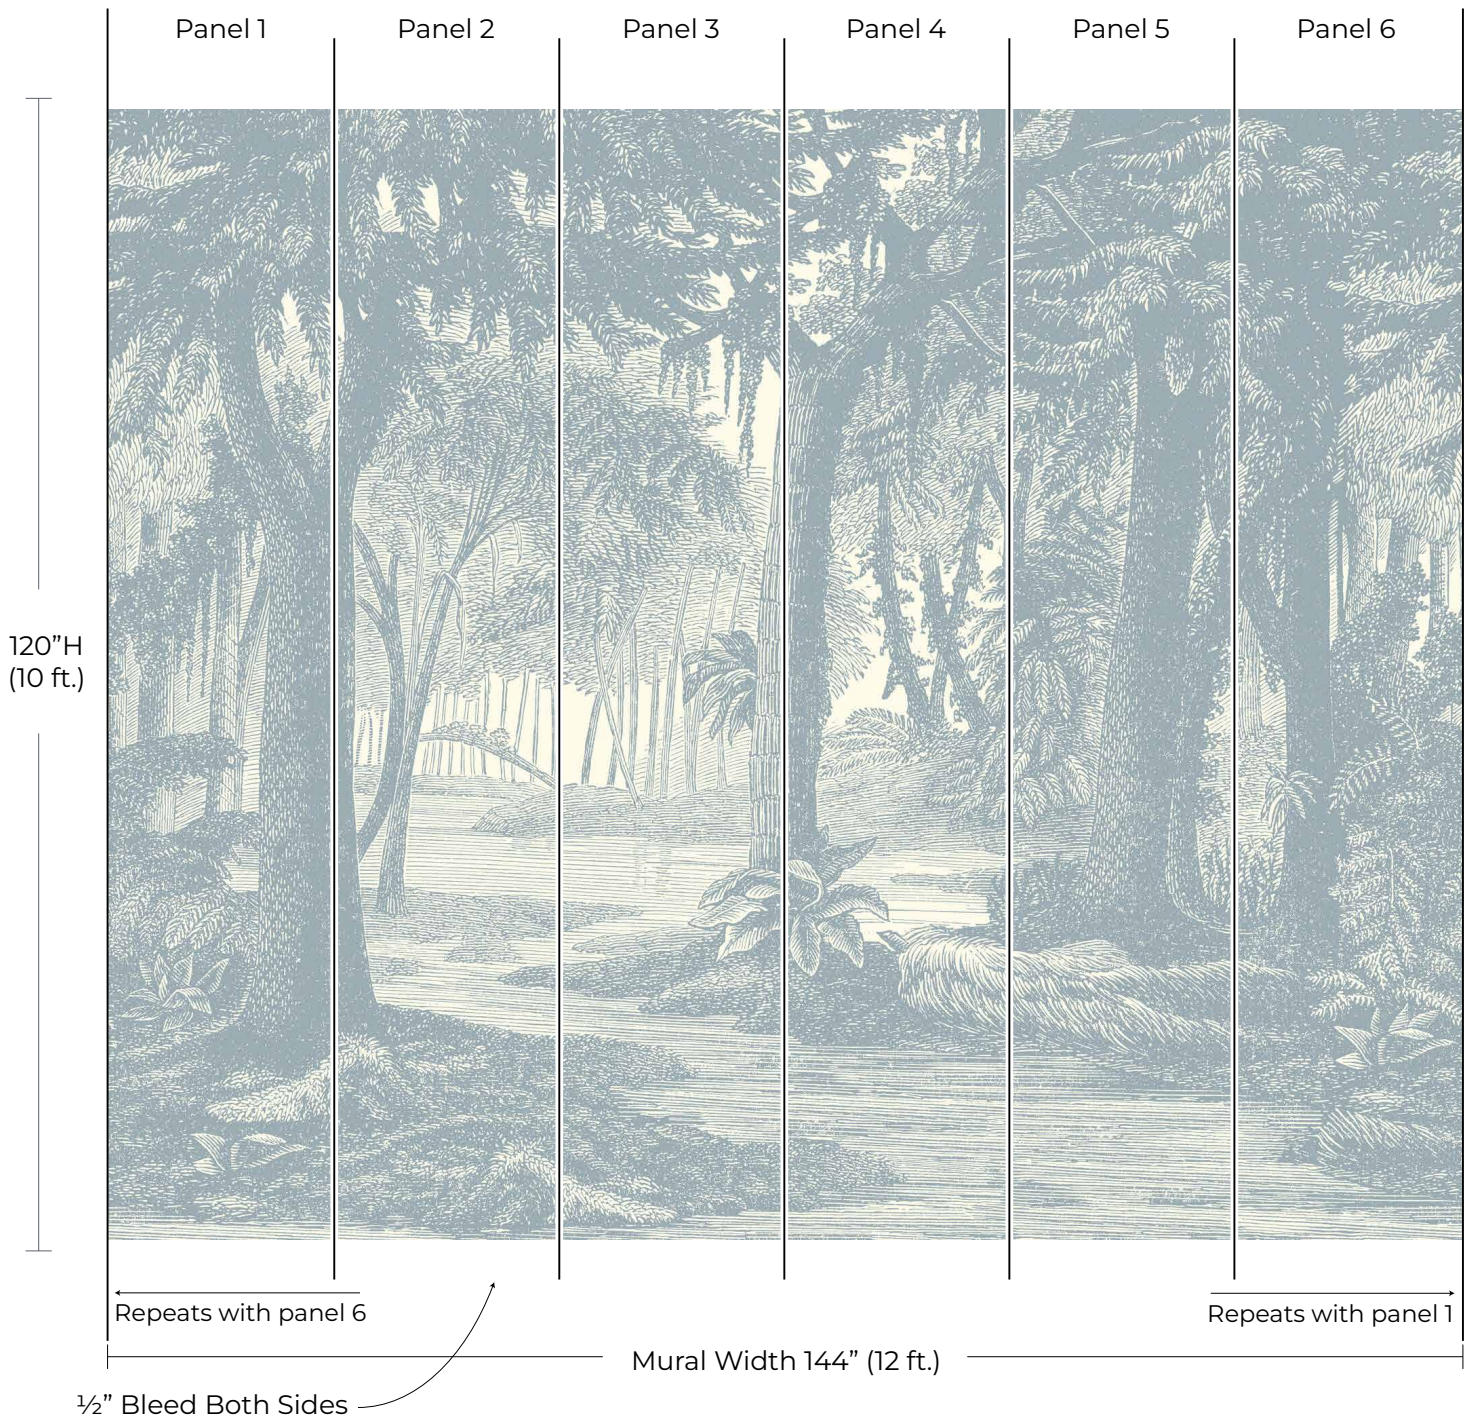 Panel 1
Panel 2
Panel 3
Panel 4
Panel 5
Panel 6
120”H
(10 ft.)
Repeats with panel 6
Repeats with panel 1
Mural Width 144” (12 ft.)
½” Bleed Both Sides